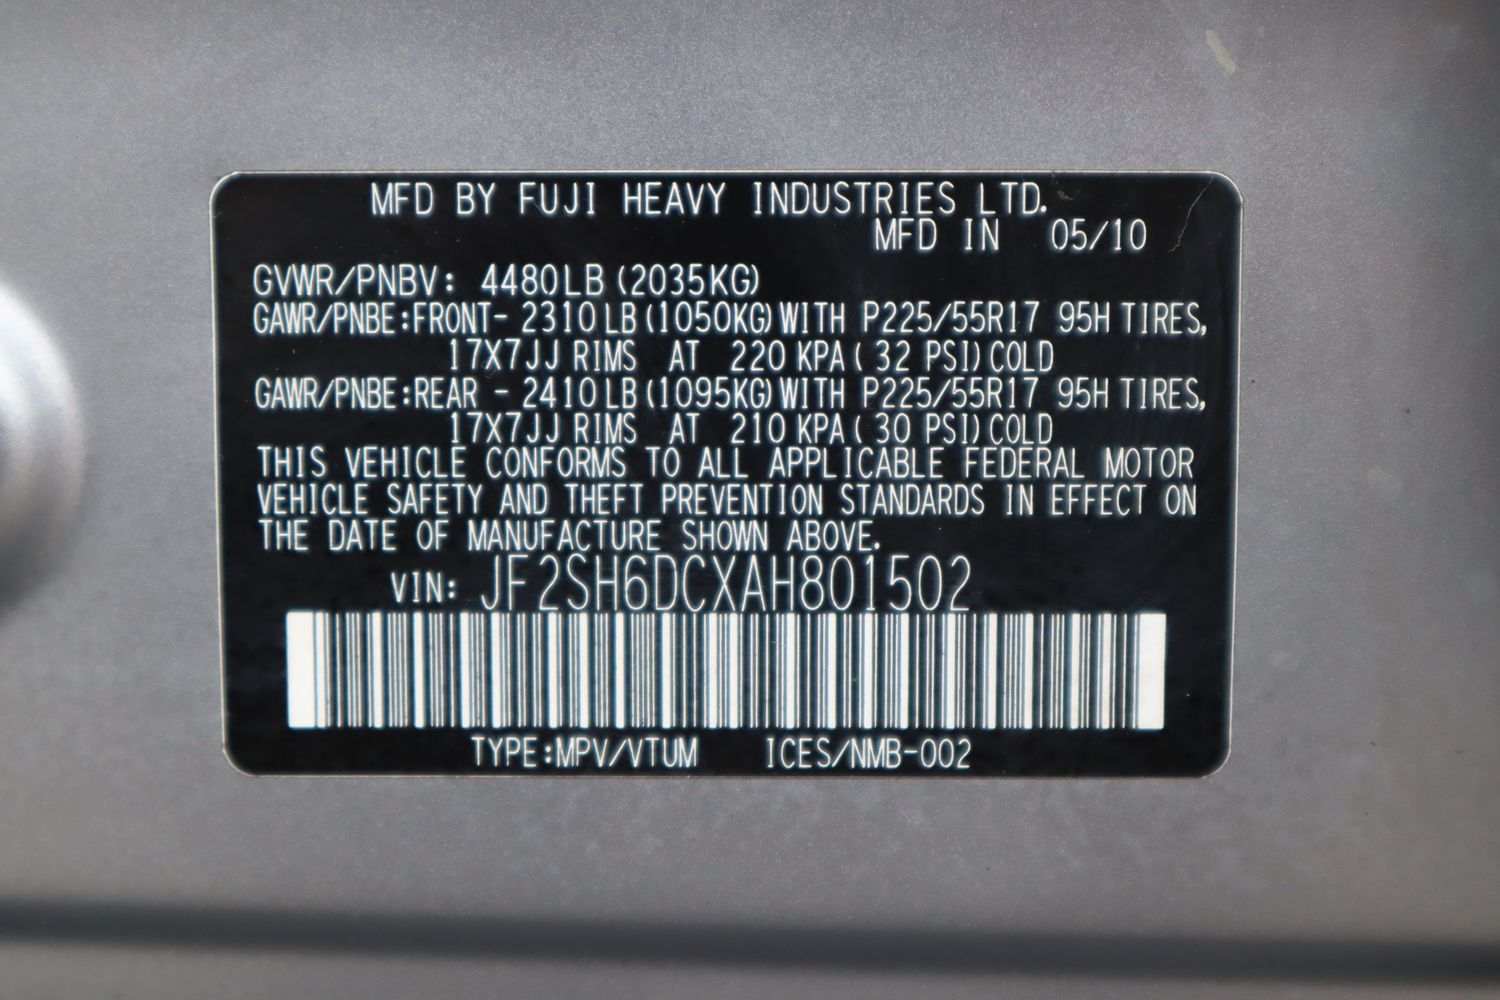 MFD BY FUJI HEAVY INDUSTRIES LTD.
MFD IN 05/10
GVWR/PNBV: 4480LB (2035KG)
GAWR/PNBE:FRONT- 2310LB(1050KG)WITH P225/55R17 95H TIRES,
17X7JJ RIMS AT 220 KPA( 32 PSI)COLD
GAWR/PNBE:REAR - 2410LB(1095KG)WITH P225/55R17 95H TIRES,
17X7JJ RIMS AT 210 KPA( 30 PSI)COLD
THIS VEHICLE CONFORMS TO ALL APPLICABLE FEDERAL MOTOR
VEHICLE SAFETY AND THEFT PREVENTION STANDARDS IN EFFECT ON
THE DATE OF MANUFACTURE SHOWN ABOVE.
VIN: JF2SH6DCXAH801502
TYPE:MPV/VTUM ICES/NMB-002